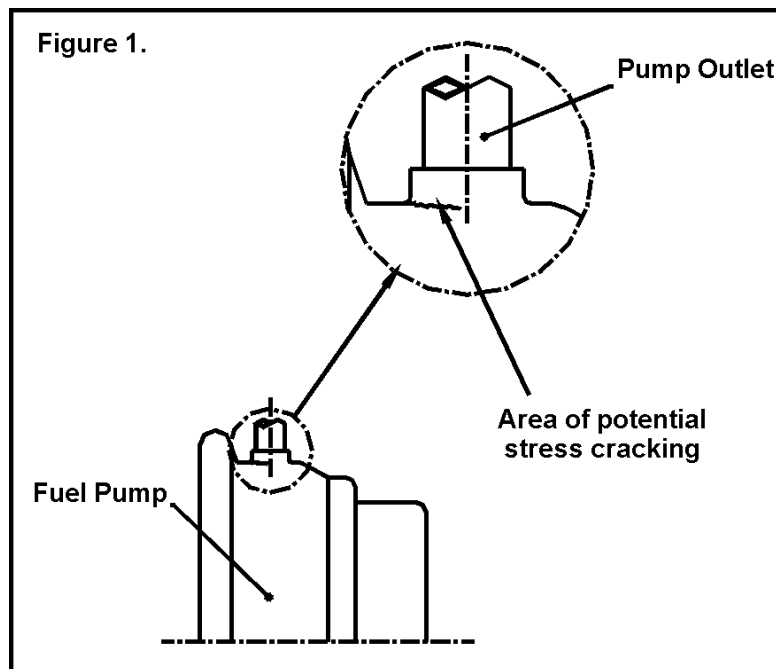 Figure 1.
Pump Outlet
Area of potential
stress cracking
Fuel Pump